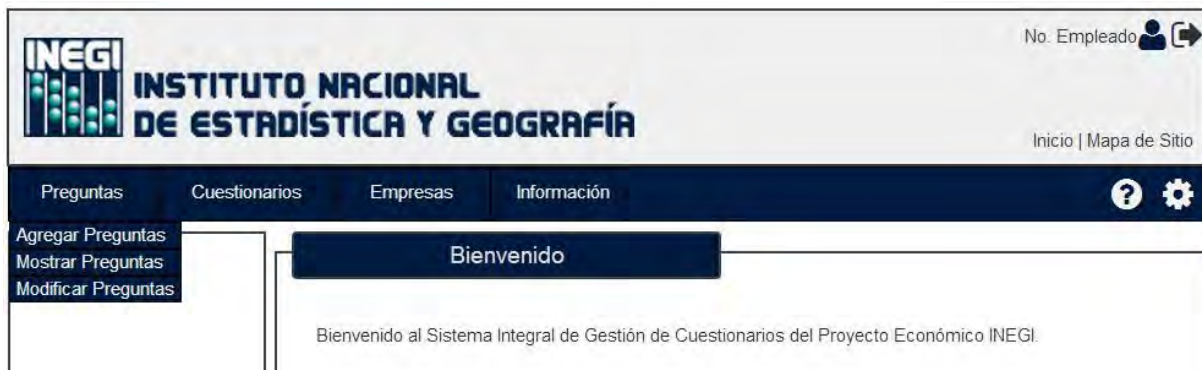 No. Empleado
INEGI
INSTITUTO NACIONAL
DE ESTADÍSTICA Y GEOGRAFÍA
Inicio | Mapa de Sitio
Preguntas Cuestionarios Empresas Información ?
Agregar Preguntas
Mostrar Preguntas
Modificar Preguntas
Bienvenido
Bienvenido al Sistema Integral de Gestión de Cuestionarios del Proyecto Económico INEGI.